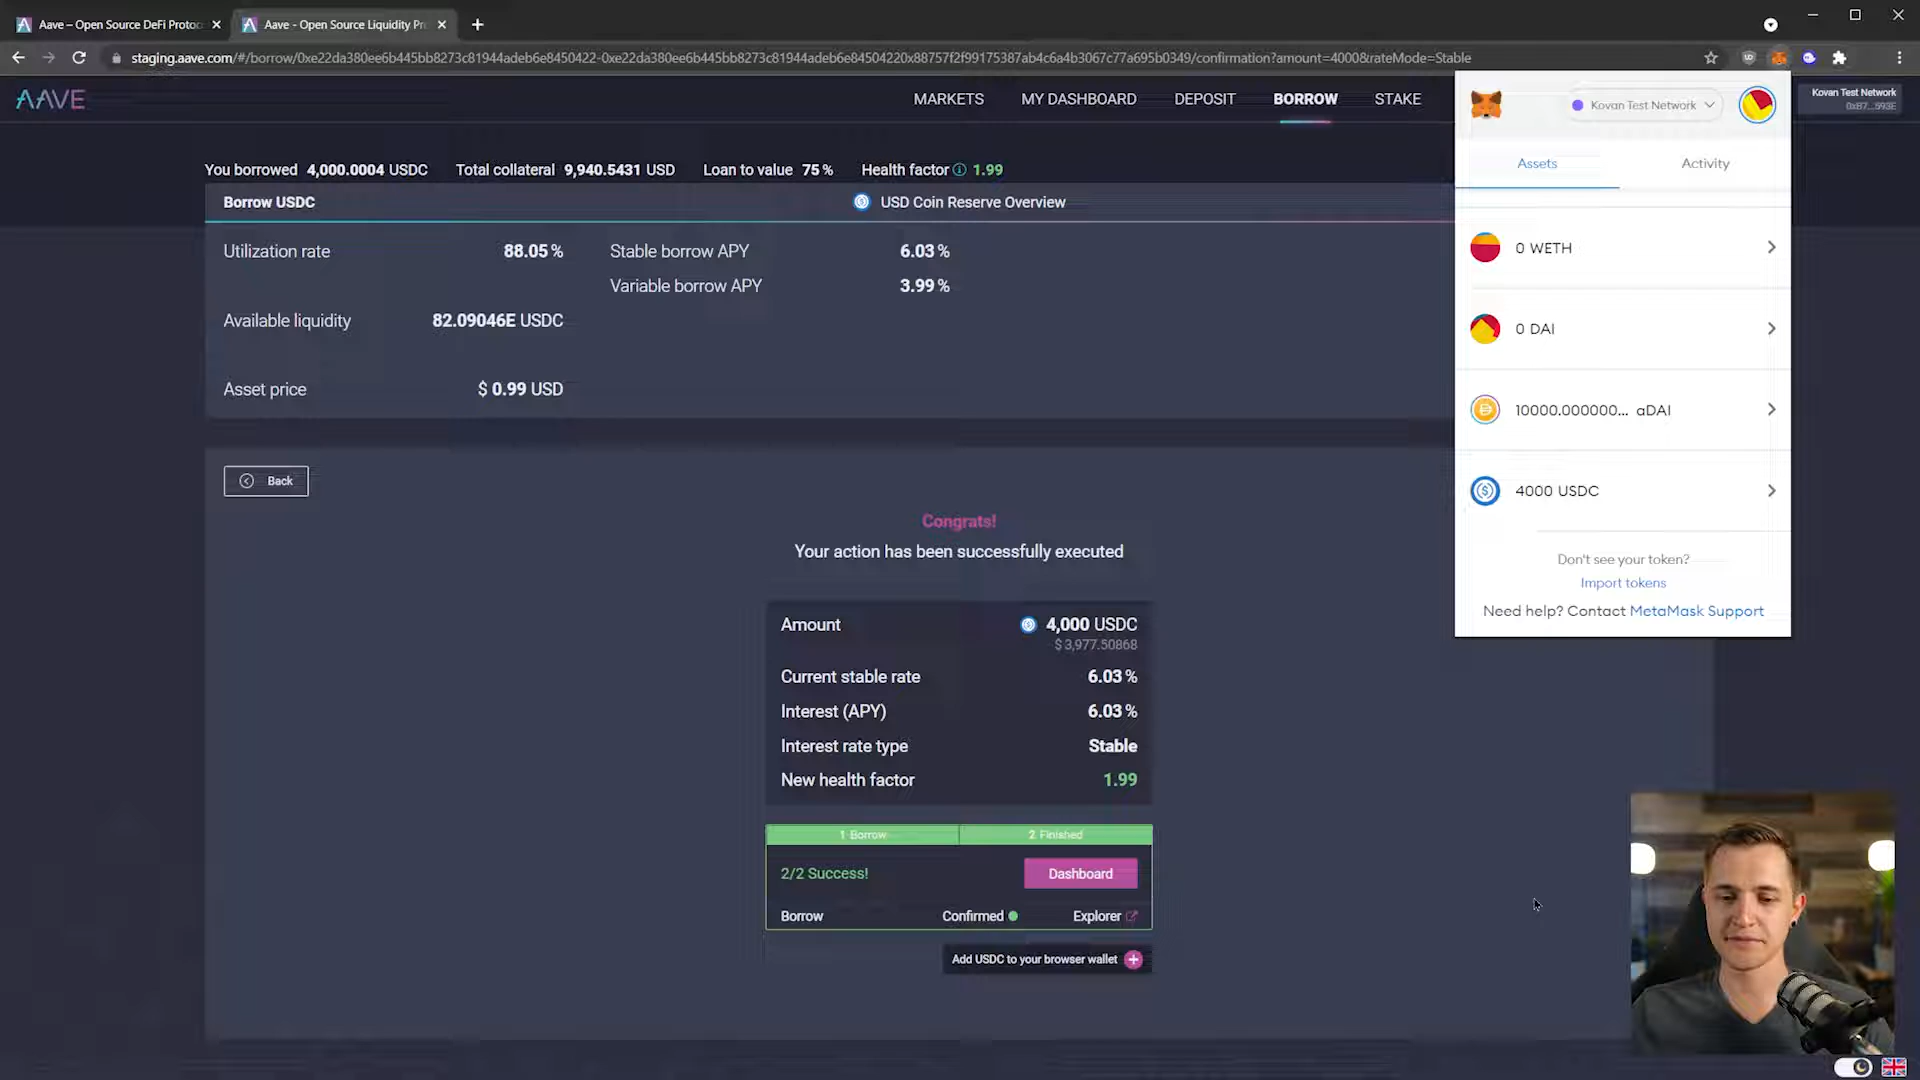 Aave – Open Source DeFi Protoc
Aave - Open Source Liquidity Pr
staging.aave.com/#/borrow/0xe22da380ee6b445bb8273c81944adeb6e8450422-0xe22da380ee6b445bb8273c81944adeb6e84504220x88757f2f99175387ab4c6a4b3067c77a695b0349/confirmation?amount=4000&rateMode=Stable
AAVE
MARKETS
MY DASHBOARD
DEPOSIT
BORROW
STAKE
Kovan Test Network
0xB7...593E
Kovan Test Network
Assets
Activity
0 WETH
0 DAI
10000.000000... aDAI
4000 USDC
Don't see your token?
Import tokens
Need help? Contact MetaMask Support
You borrowed 4,000.0004 USDC
Total collateral 9,940.5431 USD
Loan to value 75 %
Health factor 1.99
Borrow USDC
USD Coin Reserve Overview
Utilization rate 88.05 %
Stable borrow APY 6.03 %
Variable borrow APY 3.99 %
Available liquidity 82.09046E USDC
Asset price $ 0.99 USD
Back
Congrats!
Your action has been successfully executed
Amount 4,000 USDC
$ 3,977.50868
Current stable rate 6.03 %
Interest (APY) 6.03 %
Interest rate type Stable
New health factor 1.99
1 Borrow
2 Finished
2/2 Success!
Dashboard
Borrow Confirmed Explorer
Add USDC to your browser wallet